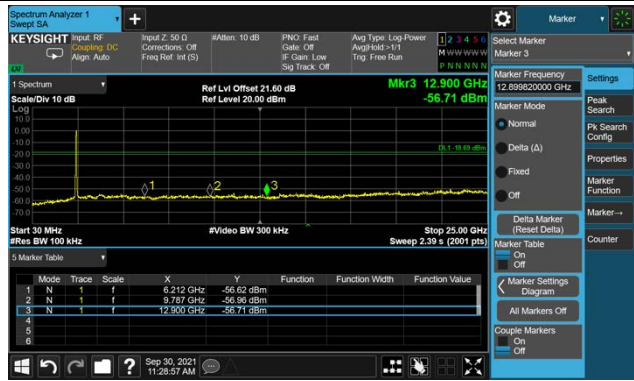 Spectrum Analyzer 1
Swept SA
Marker
KEYSIGHT Input: RF Input Z: 50 Ω #Atten: 10 dB PNO: Fast Avg Type: Log-Power 1 2 3 4 5 6
Coupling: DC Corrections: Off Gate: Off Avg|Hold:>1/1 M W W W W W
Align: Auto Freq Ref: Int (S) IF Gain: Low Trig: Free Run
Sig Track: Off P N N N N N
Select Marker
Marker 3
1 Spectrum
Scale/Div 10 dB
Ref Lvl Offset 21.60 dB
Ref Level 20.00 dBm
Mkr3 12.900 GHz
-56.71 dBm
Log
10.0
0.00
-10.0
-20.0
-30.0
-40.0
-50.0
-60.0
-70.0
DL1 -18.69 dBm
1
2
3
Start 30 MHz #Video BW 300 kHz Stop 25.00 GHz
#Res BW 100 kHz Sweep 2.39 s (2001 pts)
5 Marker Table
Mode Trace Scale X Y Function Function Width Function Value
1 N 1 f 6.212 GHz -56.62 dBm
2 N 1 f 9.787 GHz -56.96 dBm
3 N 1 f 12.900 GHz -56.71 dBm
4
5
6
Marker Frequency
12.899820000 GHz
Marker Mode
Normal
Delta (Δ)
Fixed
Off
Delta Marker
(Reset Delta)
Marker Table
On
Off
Marker Settings
Diagram
All Markers Off
Couple Markers
On
Off
Settings
Peak
Search
Pk Search
Config
Properties
Marker
Function
Marker→
Counter
Sep 30, 2021
11:28:57 AM